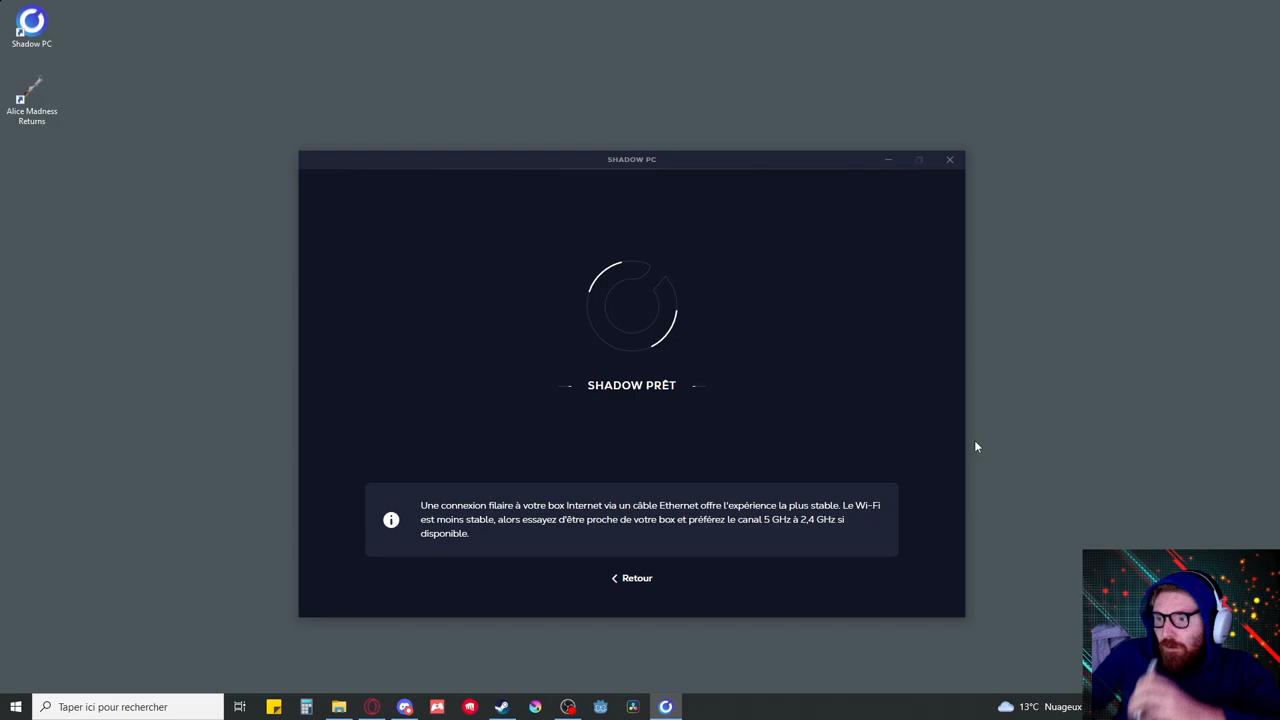 Shadow PC
Alice Madness
Returns
SHADOW PC
SHADOW PRÊT
Une connexion filaire à votre box Internet via un câble Ethernet offre l'expérience la plus stable. Le Wi-Fi
est moins stable, alors essayez d'être proche de votre box et préférez le canal 5 GHz à 2,4 GHz si
disponible.
Retour
Taper ici pour rechercher
13°C Nuageux